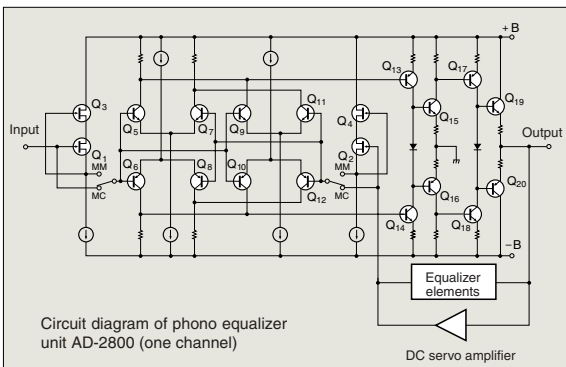 +B
Q13
Q17
Q3
Q11
Q4
Q19
Q5
Q7
Q9
Q15
Input
Output
Q1
Q2
MM
MM
Q6
Q8
Q10
Q16
Q20
MC
MC
Q12
Q14
Q18
−B
Equalizer
elements
Circuit diagram of phono equalizer
unit AD-2800 (one channel)
DC servo amplifier